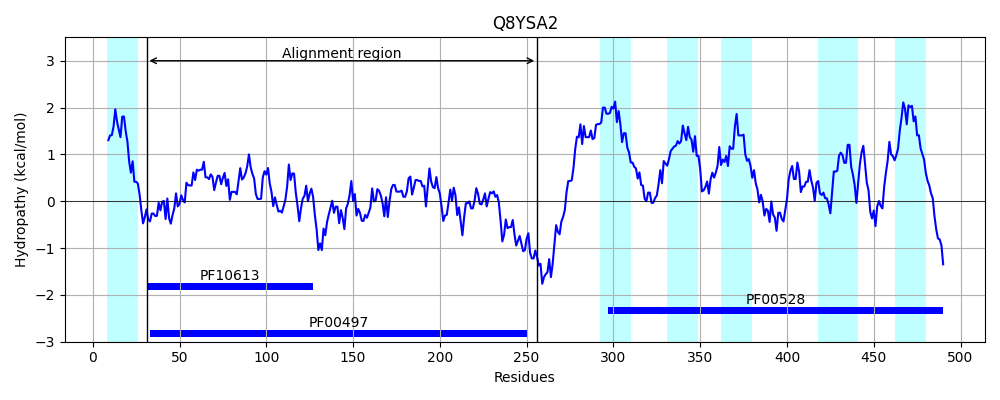 Q8YSA2
Alignment region
Hydropathy (kcal/mol)
3
2
1
0
−1
−2
−3
PF10613
PF00497
PF00528
0 50 100 150 200 250 300 350 400 450 500
Residues